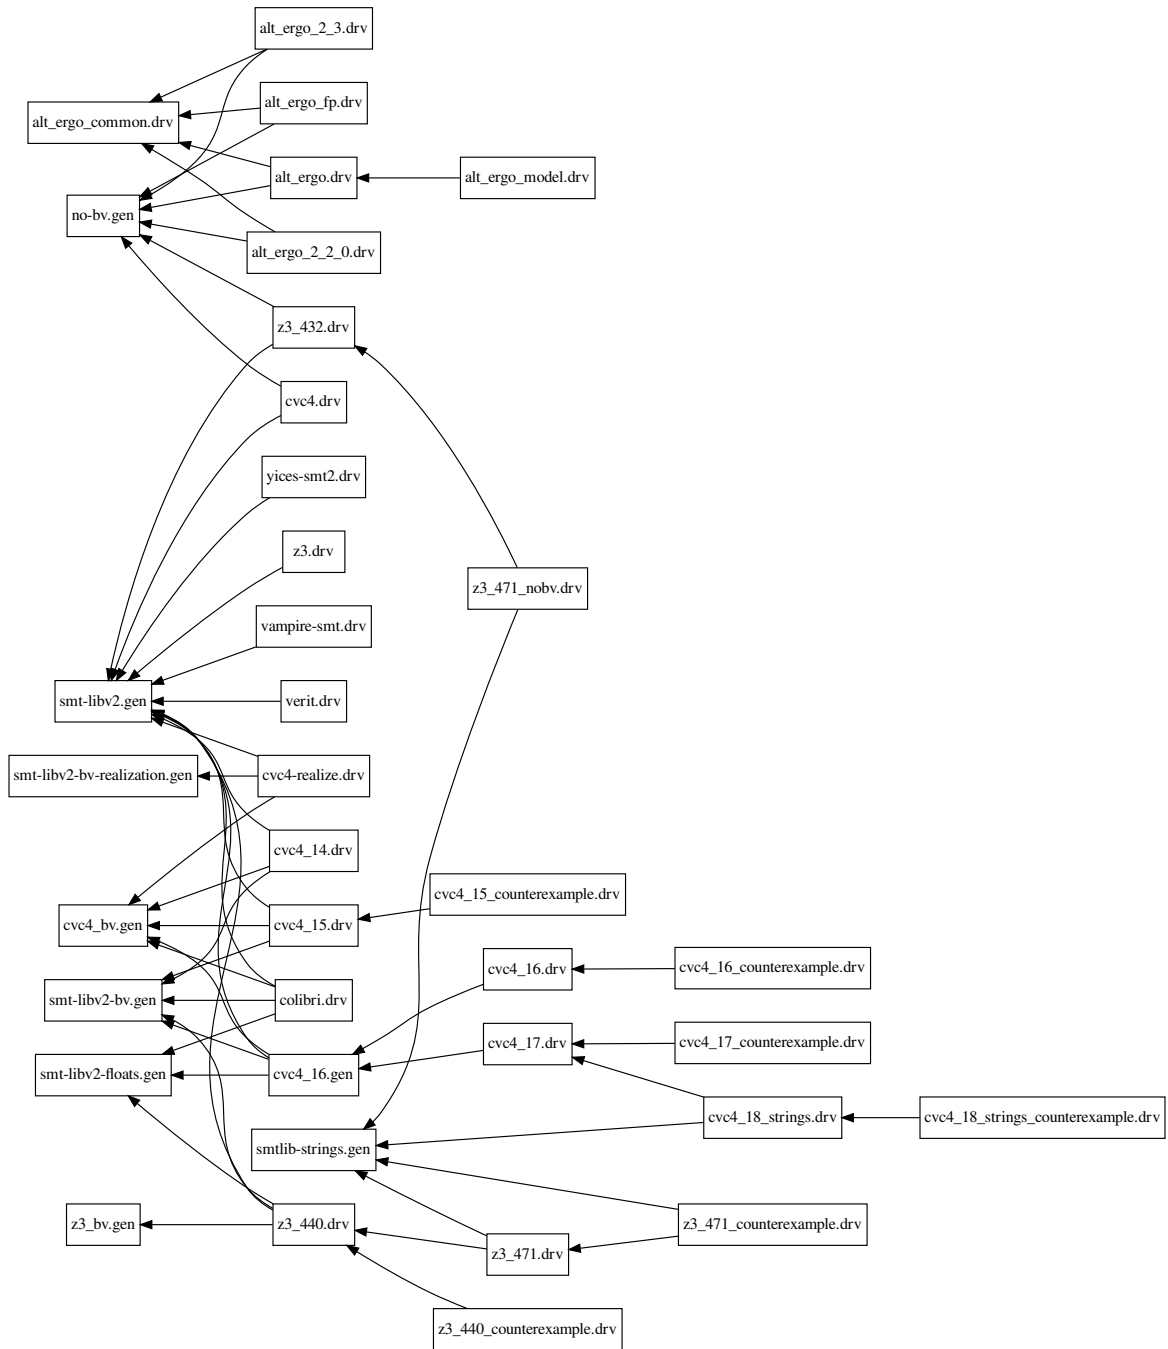 alt_ergo_2_3.drv
alt_ergo_fp.drv
alt_ergo_common.drv
alt_ergo.drv
alt_ergo_model.drv
no-bv.gen
alt_ergo_2_2_0.drv
z3_432.drv
cvc4.drv
yices-smt2.drv
z3.drv
z3_471_nobv.drv
vampire-smt.drv
smt-libv2.gen
verit.drv
smt-libv2-bv-realization.gen
cvc4-realize.drv
cvc4_14.drv
cvc4_15_counterexample.drv
cvc4_bv.gen
cvc4_15.drv
cvc4_16.drv
cvc4_16_counterexample.drv
smt-libv2-bv.gen
colibri.drv
cvc4_17.drv
cvc4_17_counterexample.drv
smt-libv2-floats.gen
cvc4_16.gen
cvc4_18_strings.drv
cvc4_18_strings_counterexample.drv
smtlib-strings.gen
z3_bv.gen
z3_440.drv
z3_471_counterexample.drv
z3_471.drv
z3_440_counterexample.drv